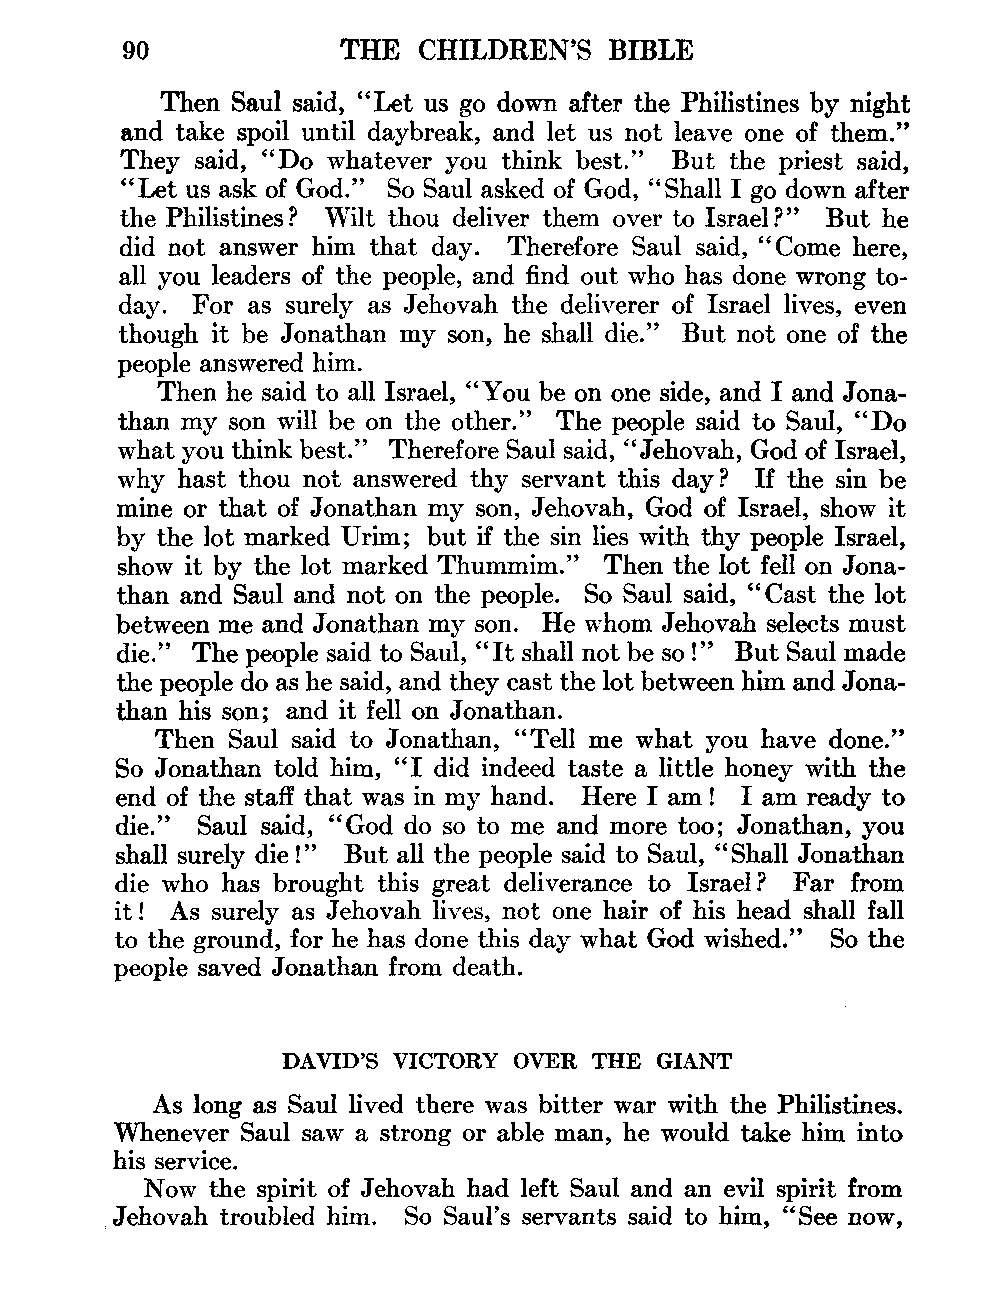 90 THE CHILDREN'S BIBLE
Then Saul said, "Let us go down after the Philistines by night
and take spoil until daybreak, and let us not leave one of them."
They said, "Do whatever you think best." But the priest said,
"Let us ask of God." So Saul asked of God, "Shall I go down after
the Philistines? Wilt thou deliver them over to Israel?" But he
did not answer him that day. Therefore Saul said, "Come here,
all you leaders of the people, and find out who has done wrong to-
day. For as surely as Jehovah the deliverer of Israel lives, even
though it be Jonathan my son, he shall die." But not one of the
people answered him.
Then he said to all Israel, "You be on one side, and I and Jona-
than my son will be on the other." The people said to Saul, "Do
what you think best." Therefore Saul said, "Jehovah, God of Israel,
why hast thou not answered thy servant this day? If the sin be
mine or that of Jonathan my son, Jehovah, God of Israel, show it
by the lot marked Urim; but if the sin lies with thy people Israel,
show it by the lot marked Thummim." Then the lot fell on Jona-
than and Saul and not on the people. So Saul said, "Cast the lot
between me and Jonathan my son. He whom Jehovah selects must
die." The people said to Saul, "It shall not be so!" But Saul made
the people do as he said, and they cast the lot between him and Jona-
than his son; and it fell on Jonathan.
Then Saul said to Jonathan, "Tell me what you have done."
So Jonathan told him, "I did indeed taste a little honey with the
end of the staff that was in my hand. Here I am! I am ready to
die." Saul said, "God do so to me and more too; Jonathan, you
shall surely die!" But all the people said to Saul, "Shall Jonathan
die who has brought this great deliverance to Israel? Far from
it! As surely as Jehovah lives, not one hair of his head shall fall
to the ground, for he has done this day what God wished." So the
people saved Jonathan from death.
DAVID'S VICTORY OVER THE GIANT
As long as Saul lived there was bitter war with the Philistines.
Whenever Saul saw a strong or able man, he would take him into
his service.
Now the spirit of Jehovah had left Saul and an evil spirit from
Jehovah troubled him. So Saul's servants said to him, "See now,